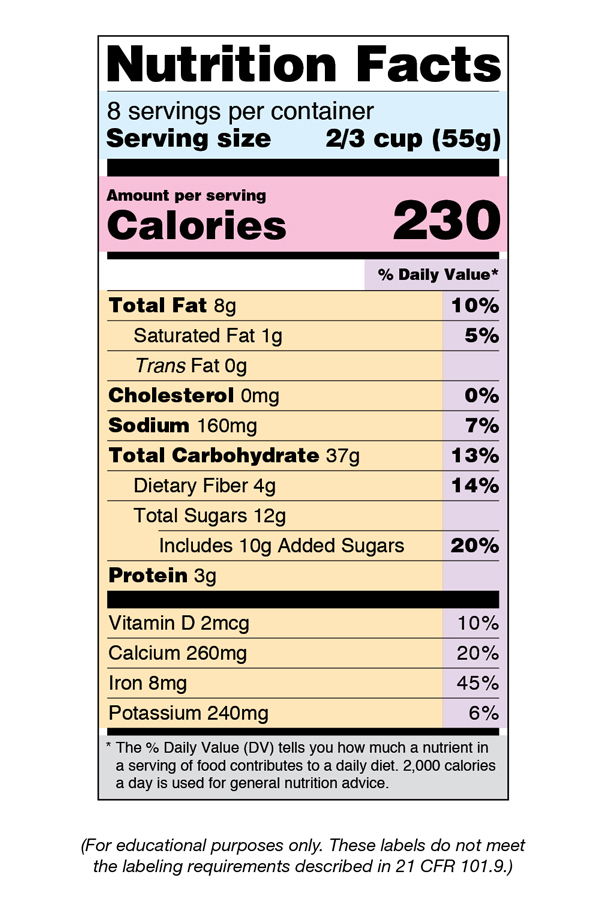 Nutrition Facts
8 servings per container
Serving size 2/3 cup (55g)
Amount per serving
Calories 230
% Daily Value*
Total Fat 8g 10%
Saturated Fat 1g 5%
Trans Fat 0g
Cholesterol 0mg 0%
Sodium 160mg 7%
Total Carbohydrate 37g 13%
Dietary Fiber 4g 14%
Total Sugars 12g
Includes 10g Added Sugars 20%
Protein 3g
Vitamin D 2mcg 10%
Calcium 260mg 20%
Iron 8mg 45%
Potassium 240mg 6%
* The % Daily Value (DV) tells you how much a nutrient in
a serving of food contributes to a daily diet. 2,000 calories
a day is used for general nutrition advice.
(For educational purposes only. These labels do not meet
the labeling requirements described in 21 CFR 101.9.)